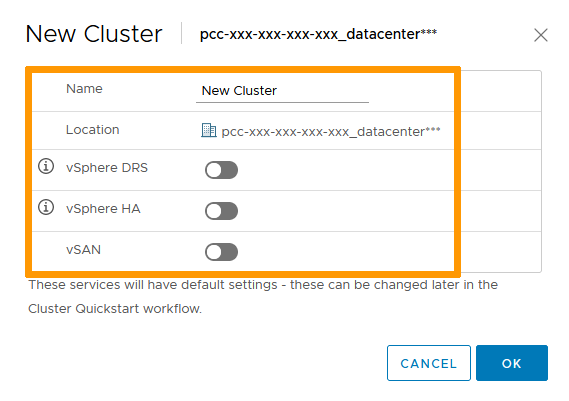 New Cluster pcc-xxx-xxx-xxx-xxx_datacenter***
Name New Cluster
Location pcc-xxx-xxx-xxx-xxx_datacenter***
vSphere DRS
vSphere HA
vSAN
These services will have default settings - these can be changed later in the
Cluster Quickstart workflow.
CANCEL OK